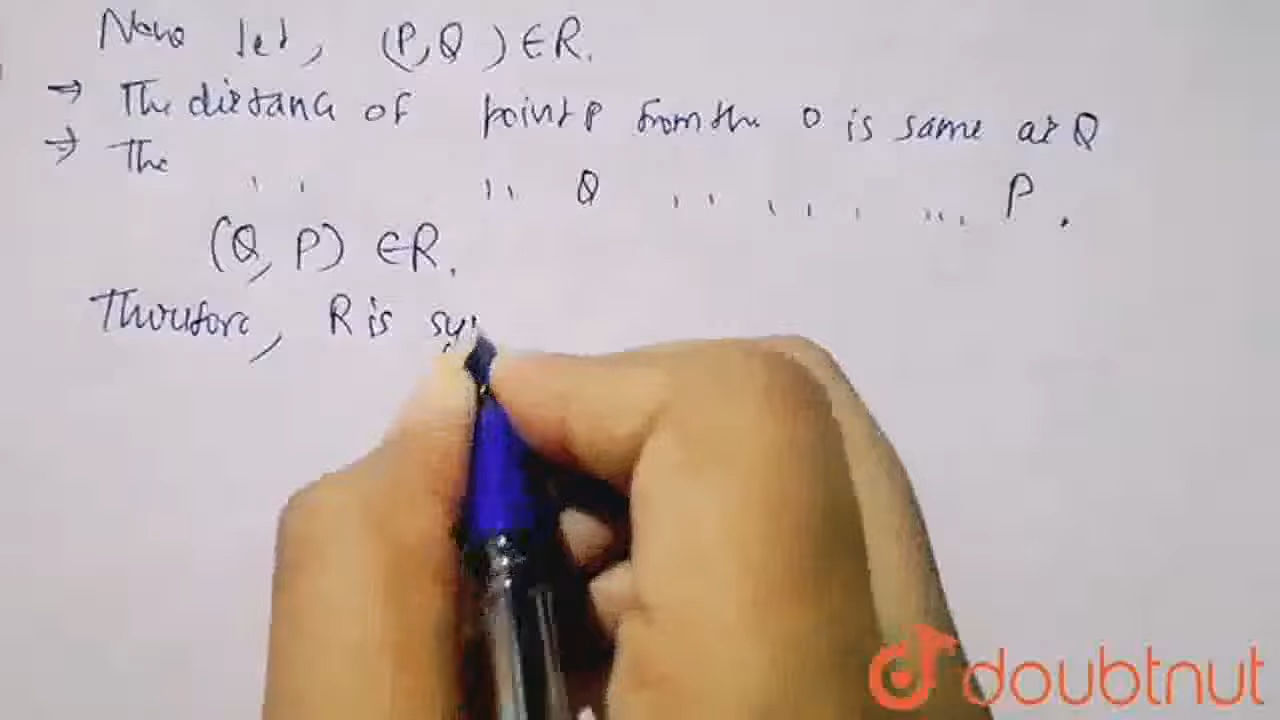 Now let, (P, Q) ∈ R.
⇒ The distance of point P from the O is same as Q
⇒ The ,, ,, Q ,, ,, , ,,, P.
(Q, P) ∈ R.
Therefore, R is sy
doubtnut